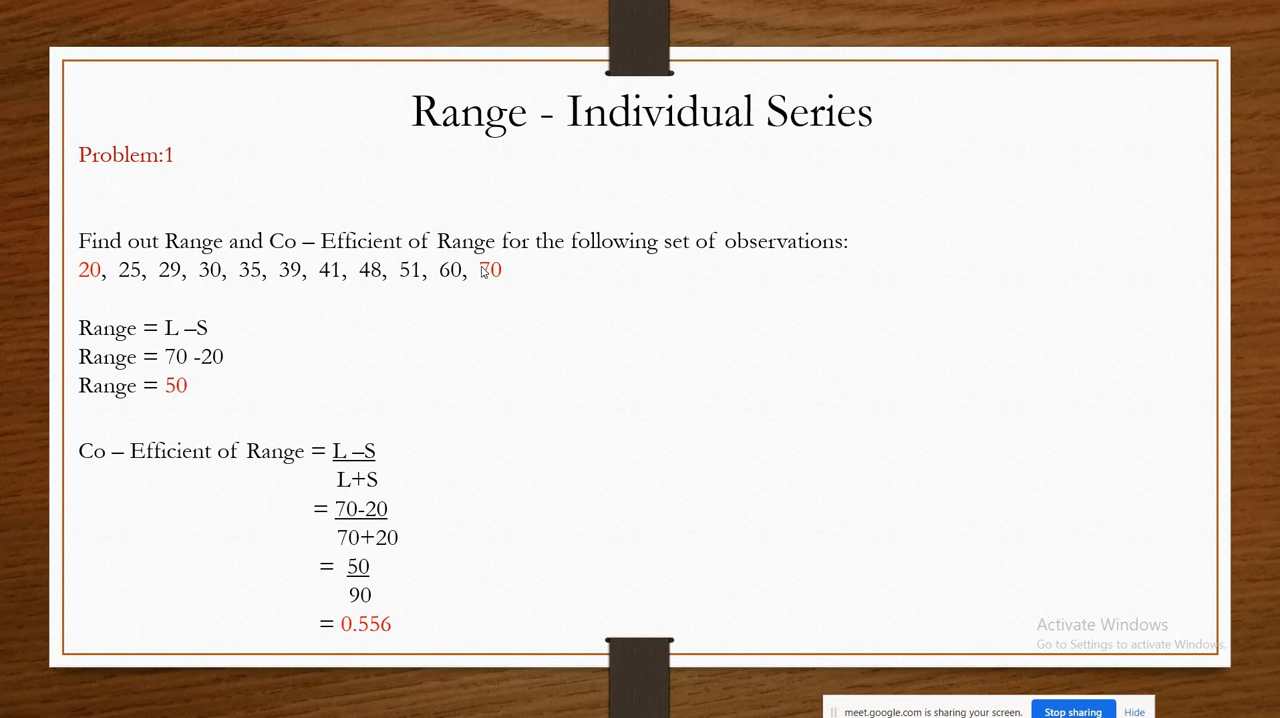 Range - Individual Series
Problem:1
Find out Range and Co – Efficient of Range for the following set of observations:
20, 25, 29, 30, 35, 39, 41, 48, 51, 60, 70
Range = L –S
Range = 70 -20
Range = 50
Co – Efficient of Range = L –S
L+S
= 70-20
70+20
= 50
90
= 0.556
Activate Windows
Go to Settings to activate Windows.
meet.google.com is sharing your screen. Stop sharing Hide